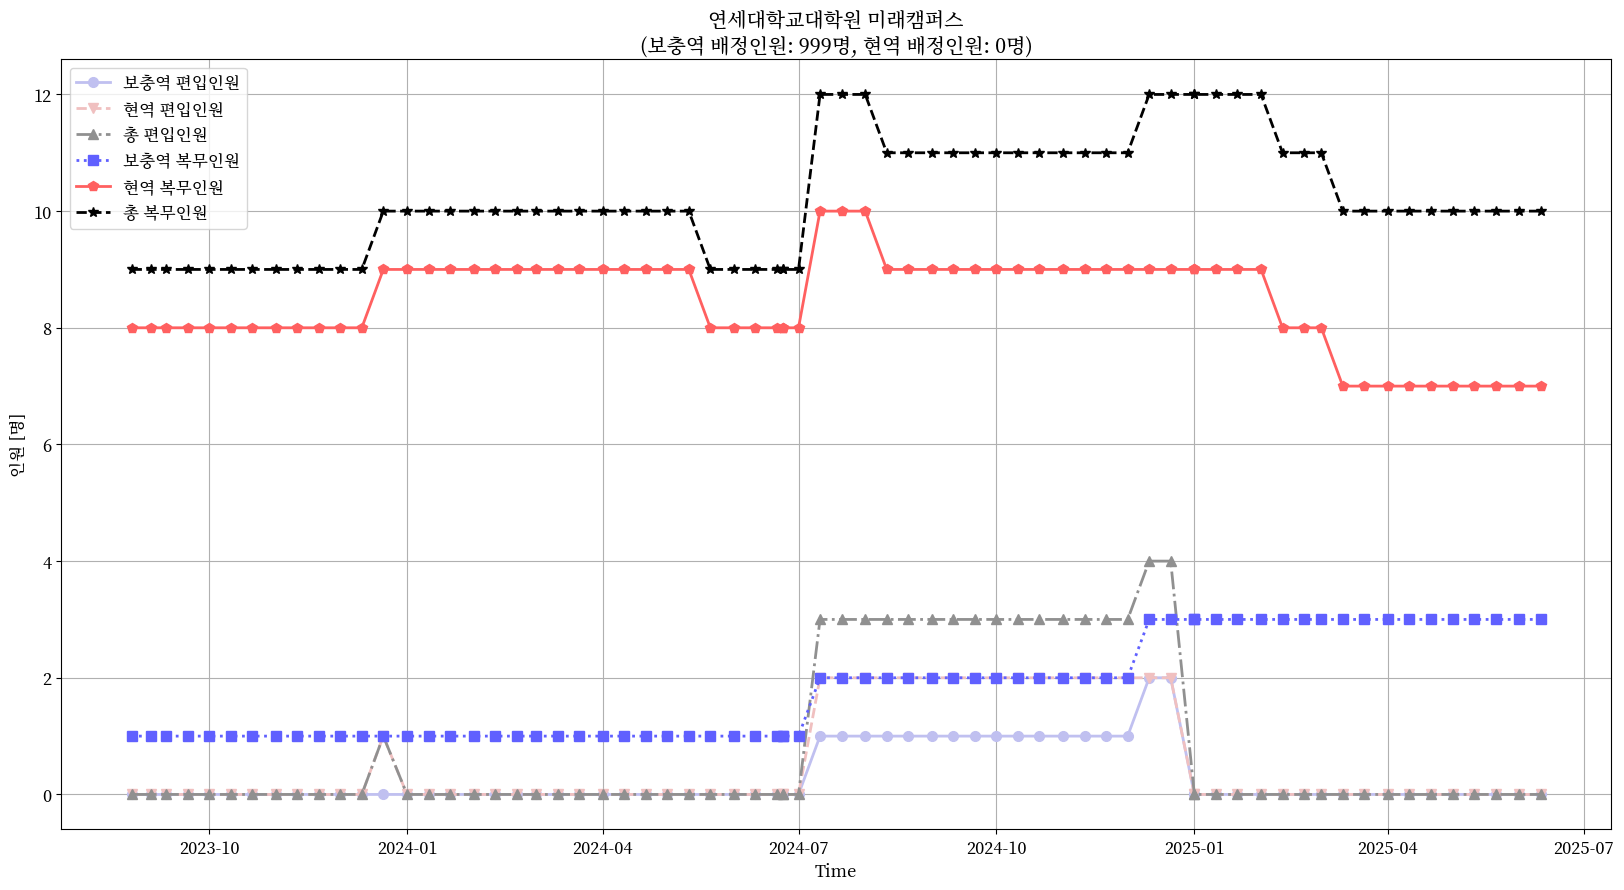 연세대학교대학원 미래캠퍼스
(보충역 배정인원: 999명, 현역 배정인원: 0명)
보충역 편입인원
현역 편입인원
총 편입인원
보충역 복무인원
현역 복무인원
총 복무인원
인원 [명]
12
10
8
6
4
2
0
2023-10
2024-01
2024-04
2024-07
2024-10
2025-01
2025-04
2025-07
Time